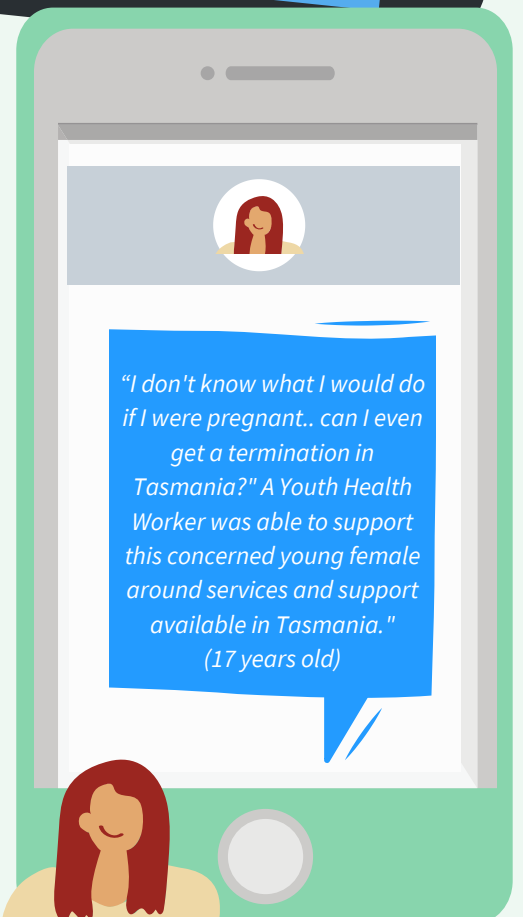 “I don't know what I would do
if I were pregnant.. can I even
get a termination in
Tasmania?" A Youth Health
Worker was able to support
this concerned young female
around services and support
available in Tasmania."
(17 years old)